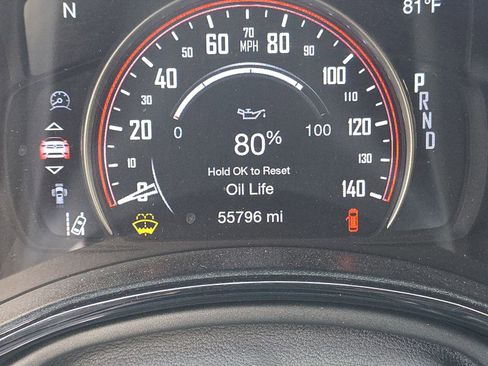 N 81°F
60 MPH 80
50 70 90
40 100
30 110
20 120
10 130
0 140
0 100
80%
Hold OK to Reset
Oil Life
55796 mi
P
R
N
D